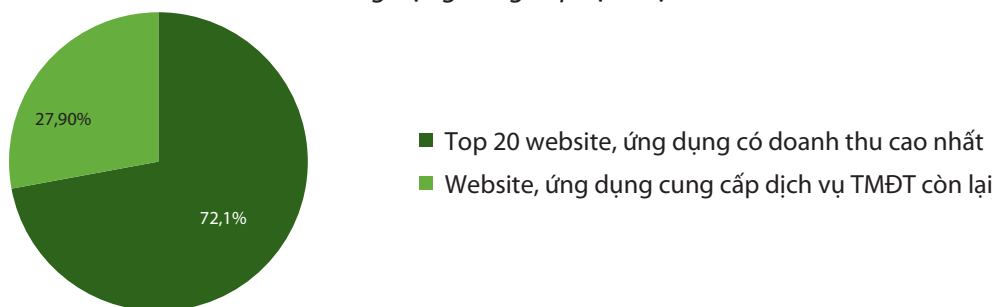 27,90%
Top 20 website, ứng dụng có doanh thu cao nhất
Website, ứng dụng cung cấp dịch vụ TMĐT còn lại
72,1%